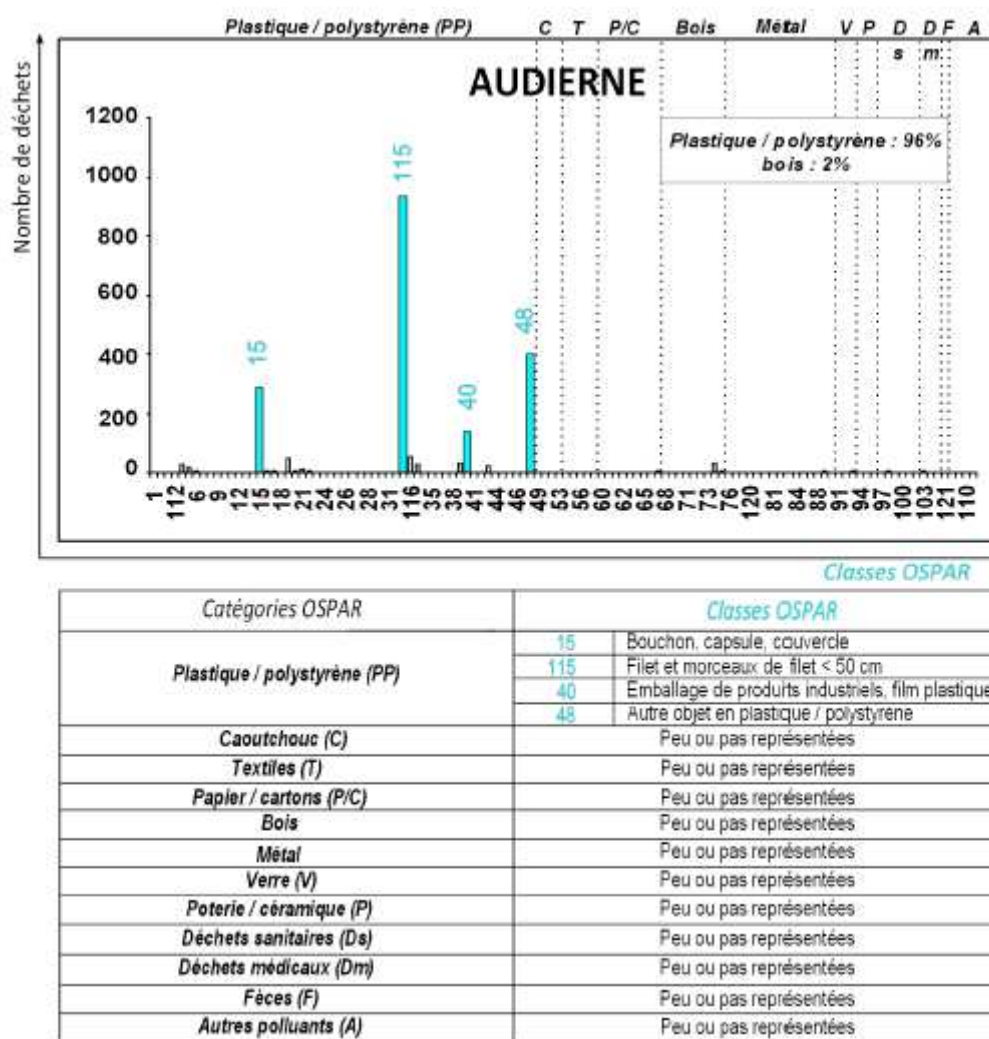 Plastique / polystyrène (PP) C T P/C Bois Métal V P D D F A
s m
AUDIERNE
Nombre de déchets
Plastique / polystyrène : 96%
bois : 2%
1200
1000
800
600
400
200
0
15
115
40
48
1 112 6 9 12 15 18 21 24 26 28 31 116 35 38 41 44 46 49 53 56 60 62 65 68 71 73 76 120 81 84 88 91 94 97 100 103 121 110
Classes OSPAR
Catégories OSPAR Classes OSPAR
Plastique / polystyrène (PP)
15 Bouchon, capsule, couvercle
115 Filet et morceaux de filet < 50 cm
40 Emballage de produits industriels, film plastique
48 Autre objet en plastique / polystyrène
Caoutchouc (C) Peu ou pas représentées
Textiles (T) Peu ou pas représentées
Papier / cartons (P/C) Peu ou pas représentées
Bois Peu ou pas représentées
Métal Peu ou pas représentées
Verre (V) Peu ou pas représentées
Poterie / céramique (P) Peu ou pas représentées
Déchets sanitaires (Ds) Peu ou pas représentées
Déchets médicaux (Dm) Peu ou pas représentées
Fèces (F) Peu ou pas représentées
Autres polluants (A) Peu ou pas représentées